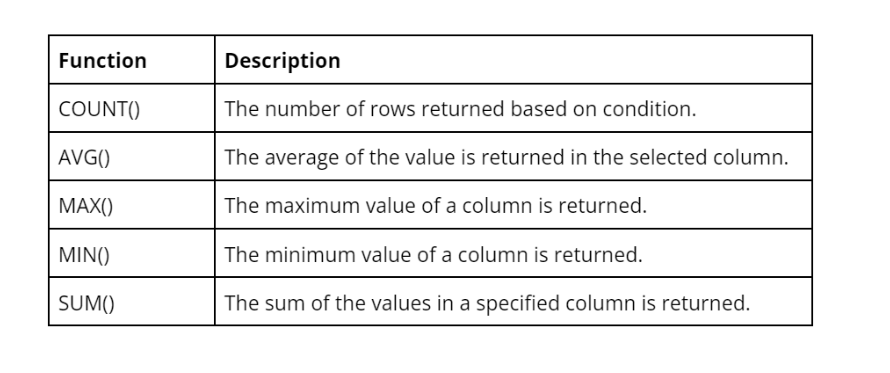 Function Description
COUNT() The number of rows returned based on condition.
AVG() The average of the value is returned in the selected column.
MAX() The maximum value of a column is returned.
MIN() The minimum value of a column is returned.
SUM() The sum of the values in a specified column is returned.